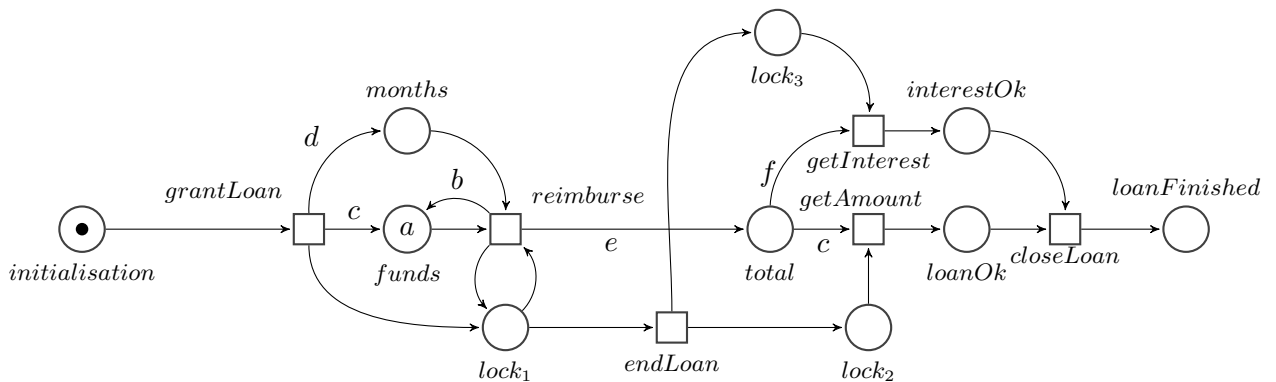 lock₃
months
interestOk
d
getInterest
grantLoan
b
reimburse
f
getAmount
loanFinished
c
a
e
c
initialisation
funds
total
loanOk
closeLoan
lock₁
endLoan
lock₂